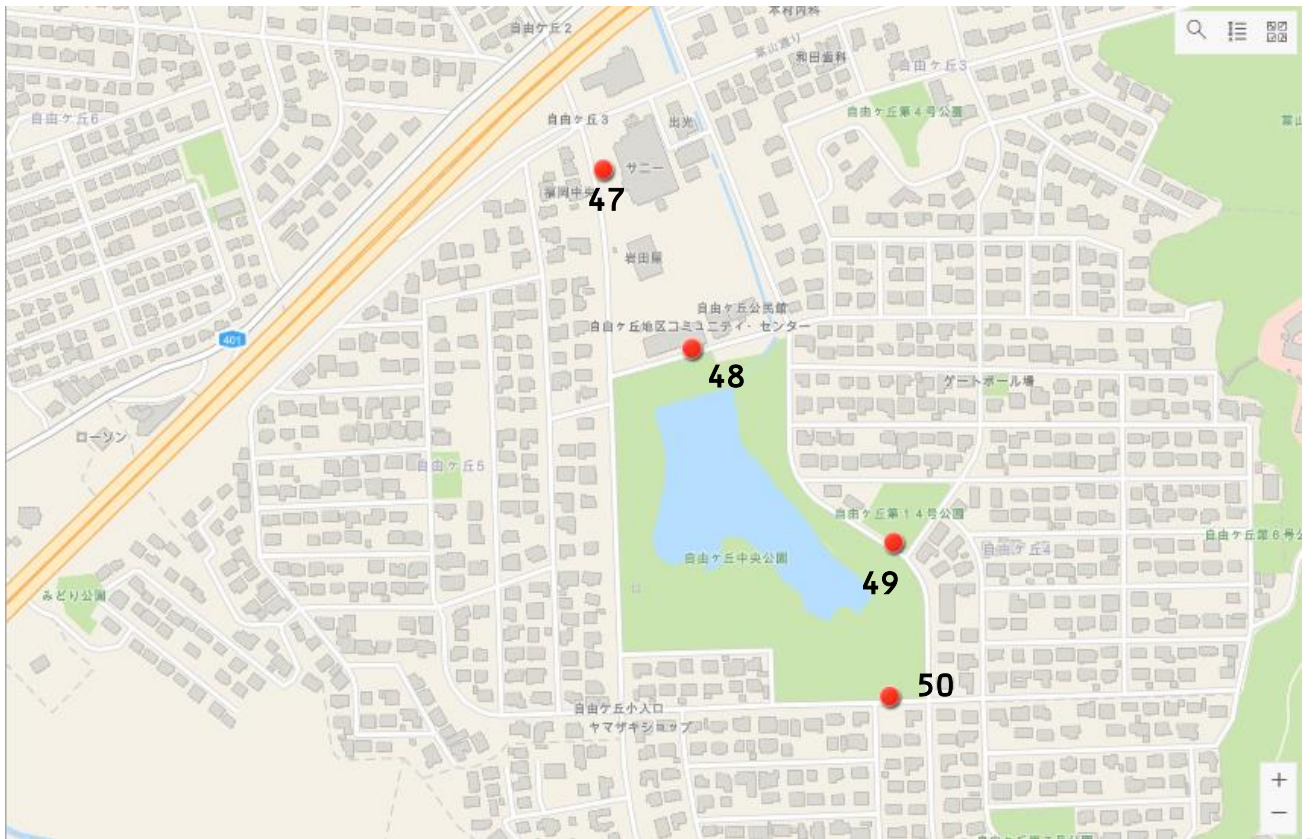 本村内科
自由ケ丘2
葉山通り
和田歯科
自由ケ丘3
自由ケ丘第4号公園
自由ケ丘3
出光
自由ケ丘6
サニー
福岡中央
47
岩田屋
自由ケ丘公民館
自由ケ丘地区コミュニティ・センター
401
48
ゲートボール場
ローソン
自由ケ丘5
自由ケ丘第14号公園
自由ケ丘第6号公
自由ケ丘4
自由ケ丘中央公園
49
みどり公園
50
自由ケ丘小入口
ヤマザキショップ